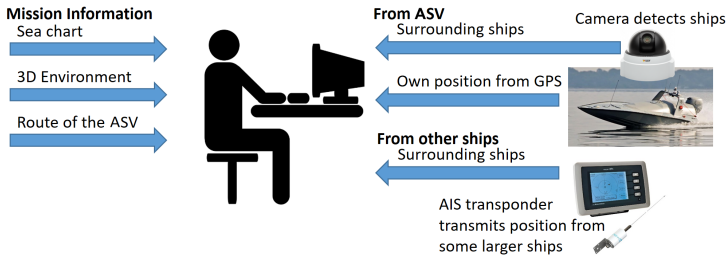 Mission Information
Sea chart
3D Environment
Route of the ASV
From ASV
Surrounding ships
Camera detects ships
Own position from GPS
From other ships
Surrounding ships
AIS transponder
transmits position from
some larger ships